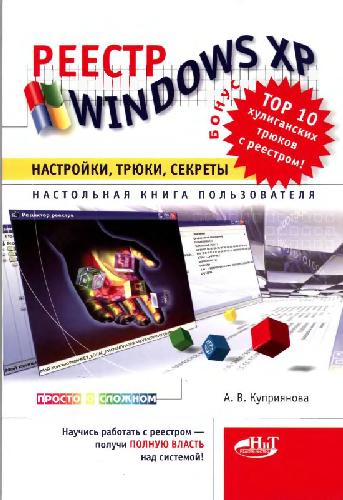 РЕЕСТР
WINDOWS XP
БОНУС
TOP 10
хулиганских
трюков
с реестром!
НАСТРОЙКИ, ТРЮКИ, СЕКРЕТЫ
НАСТОЛЬНАЯ КНИГА ПОЛЬЗОВАТЕЛЯ
Редактор реестра
ПРОСТО О СЛОЖНОМ
А. В. Куприянова
Научись работать с реестром —
получи ПОЛНУЮ ВЛАСТЬ
над системой!
НиТ